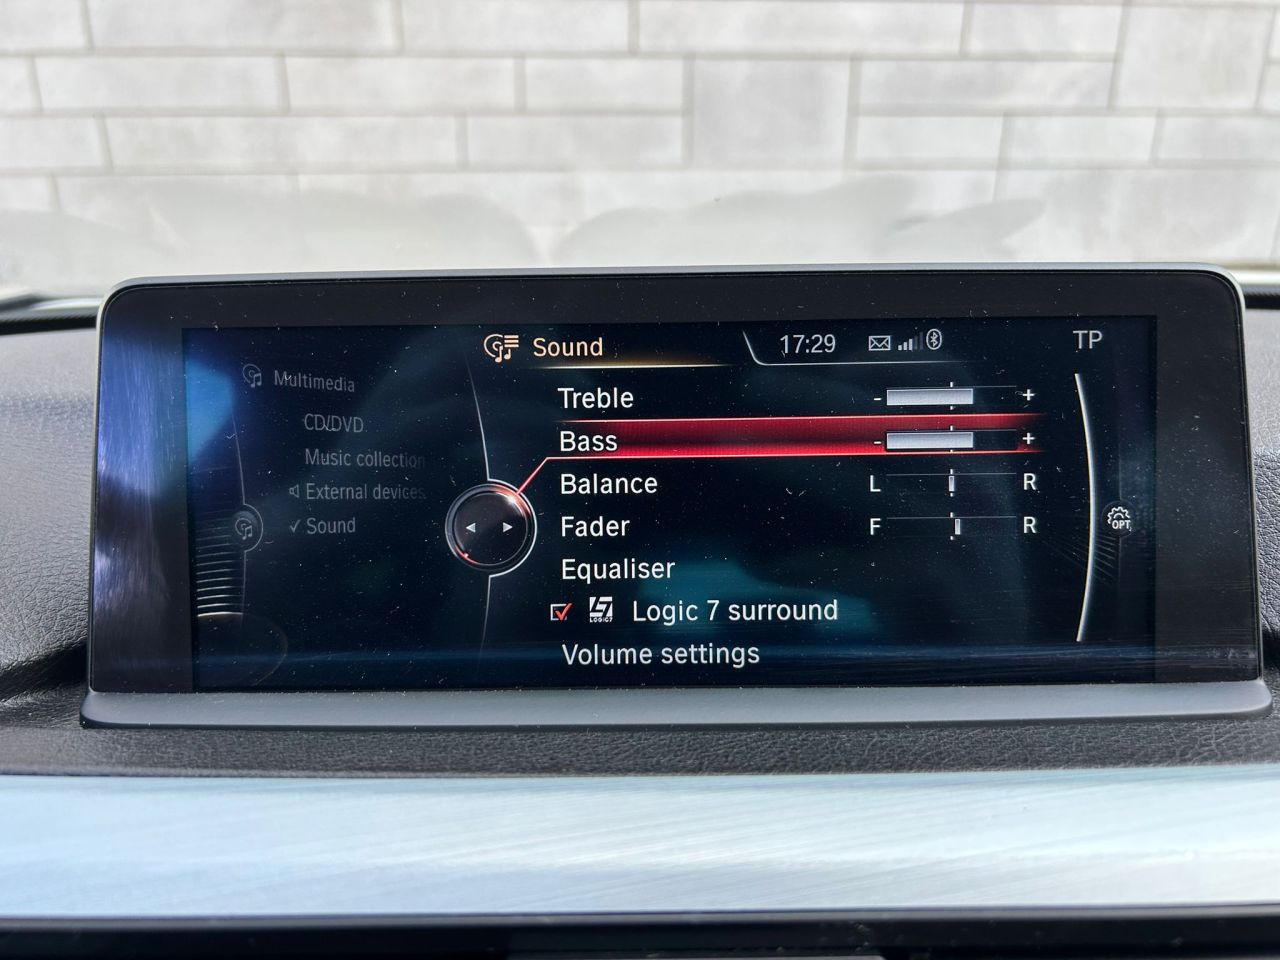 Sound
17:29
TP
Multimedia
CD/DVD
Music collection
External devices
✓ Sound
Treble - +
Bass - +
Balance L R
Fader F R
Equaliser
LOGIC7 Logic 7 surround
Volume settings
OPT